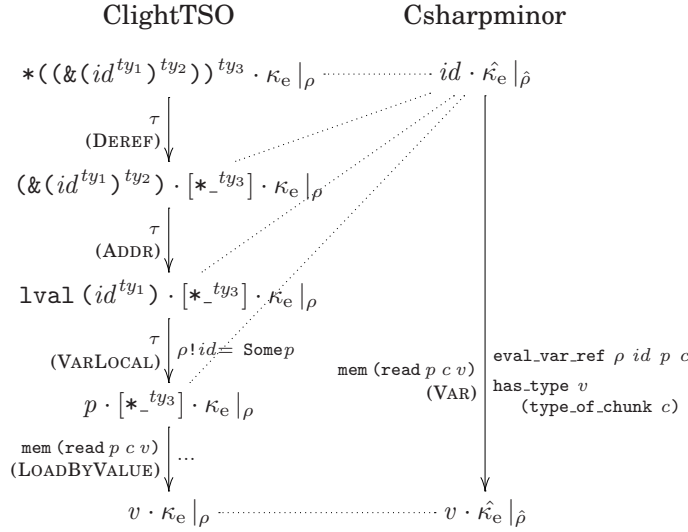 ClightTSO Csharpminor
*((&(id^ty₁)^ty₂))^ty₃ · κₑ |ρ id · κ̂ₑ |ρ̂
τ
(DEREF)
(&(id^ty₁)^ty₂) · [*_^ty₃] · κₑ |ρ
τ
(ADDR)
lval (id^ty₁) · [*_^ty₃] · κₑ |ρ
τ
(VARLOCAL) ρ!id = Some p
p · [*_^ty₃] · κₑ |ρ
mem (read p c v)
(LOADBYVALUE) ...
v · κₑ |ρ
mem (read p c v)
(VAR)
eval_var_ref ρ id p c
has_type v
(type_of_chunk c)
v · κ̂ₑ |ρ̂